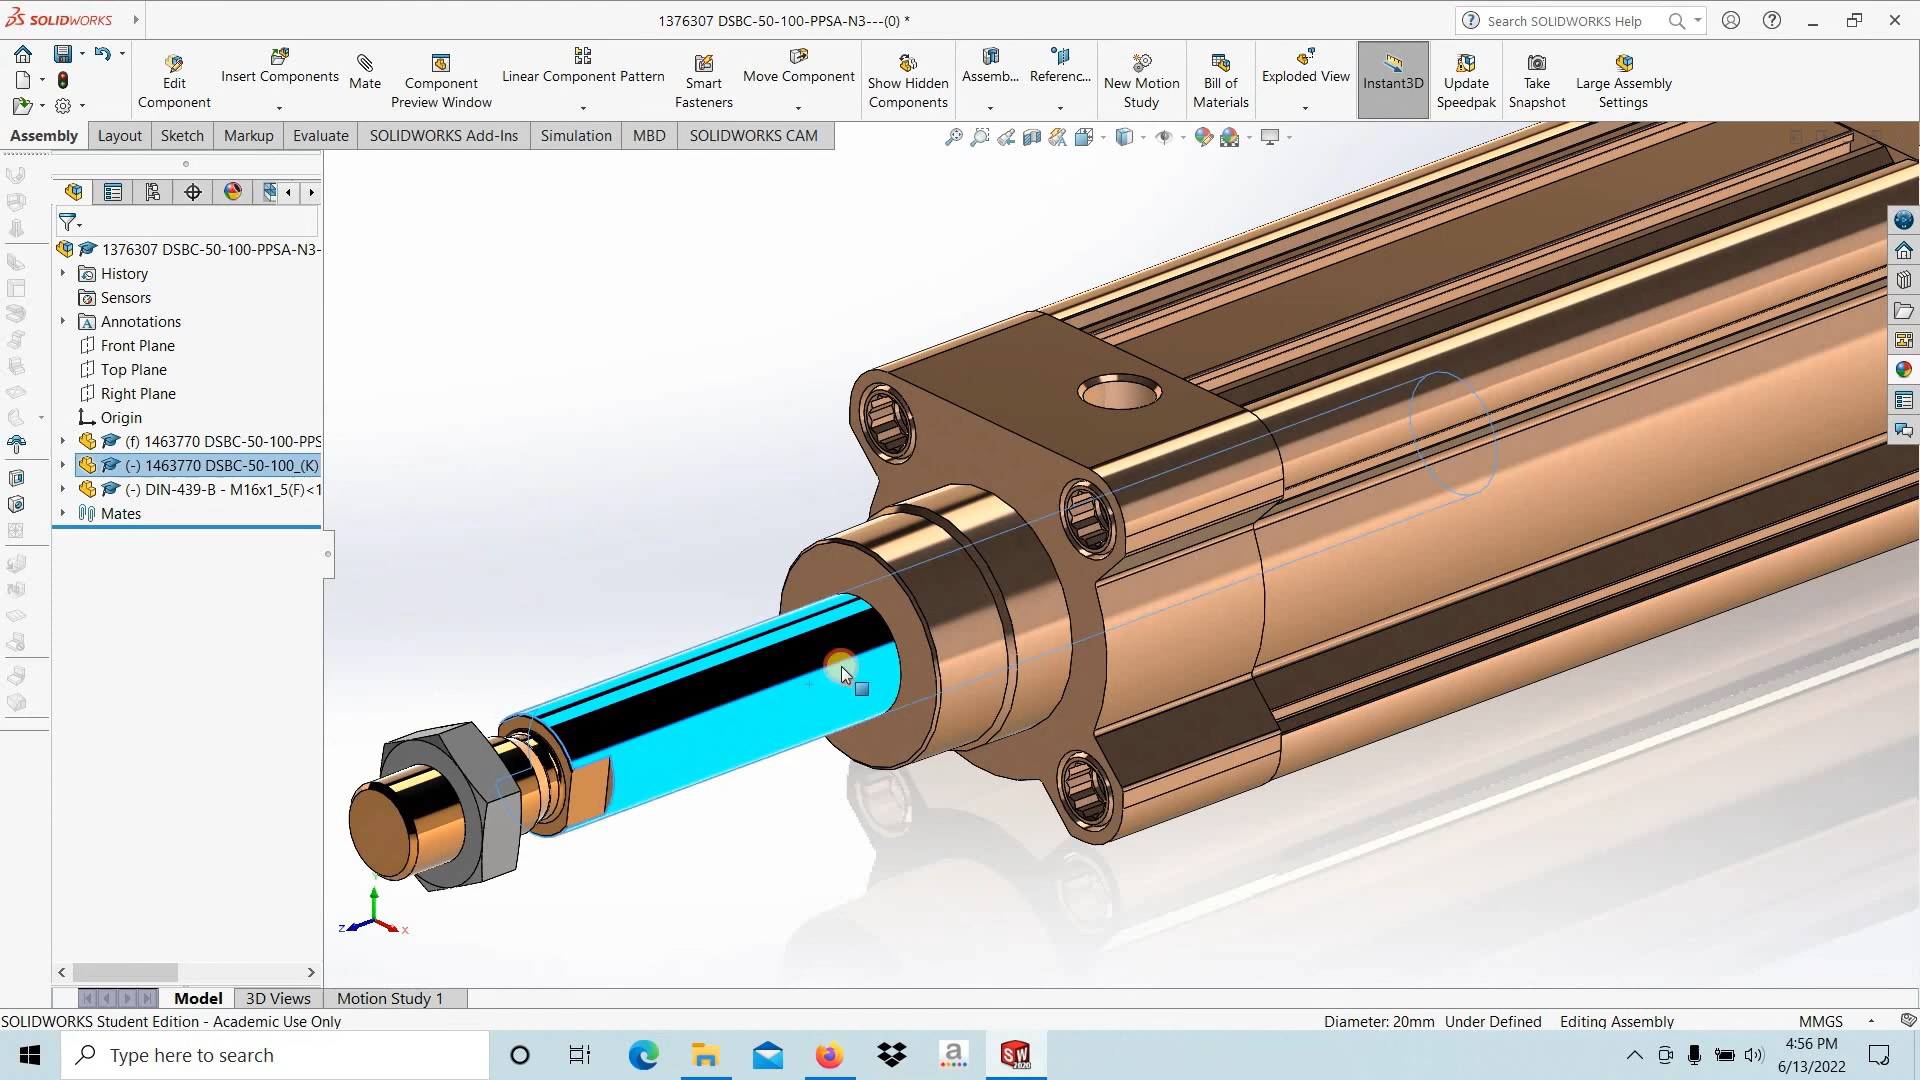 SOLIDWORKS
1376307 DSBC-50-100-PPSA-N3---(0) *
Search SOLIDWORKS Help
Edit Component
Insert Components
Mate
Component Preview Window
Linear Component Pattern
Smart Fasteners
Move Component
Show Hidden Components
Assemb...
Referenc...
New Motion Study
Bill of Materials
Exploded View
Instant3D
Update Speedpak
Take Snapshot
Large Assembly Settings
Assembly
Layout
Sketch
Markup
Evaluate
SOLIDWORKS Add-Ins
Simulation
MBD
SOLIDWORKS CAM
1376307 DSBC-50-100-PPSA-N3-
History
Sensors
Annotations
Front Plane
Top Plane
Right Plane
Origin
(f) 1463770 DSBC-50-100-PPS
(-) 1463770 DSBC-50-100_(K)
(-) DIN-439-B - M16x1_5(F)<1
Mates
Y
Z
X
Model
3D Views
Motion Study 1
SOLIDWORKS Student Edition - Academic Use Only
Diameter: 20mm
Under Defined
Editing Assembly
MMGS
Type here to search
a
SW
2020
4:56 PM
6/13/2022